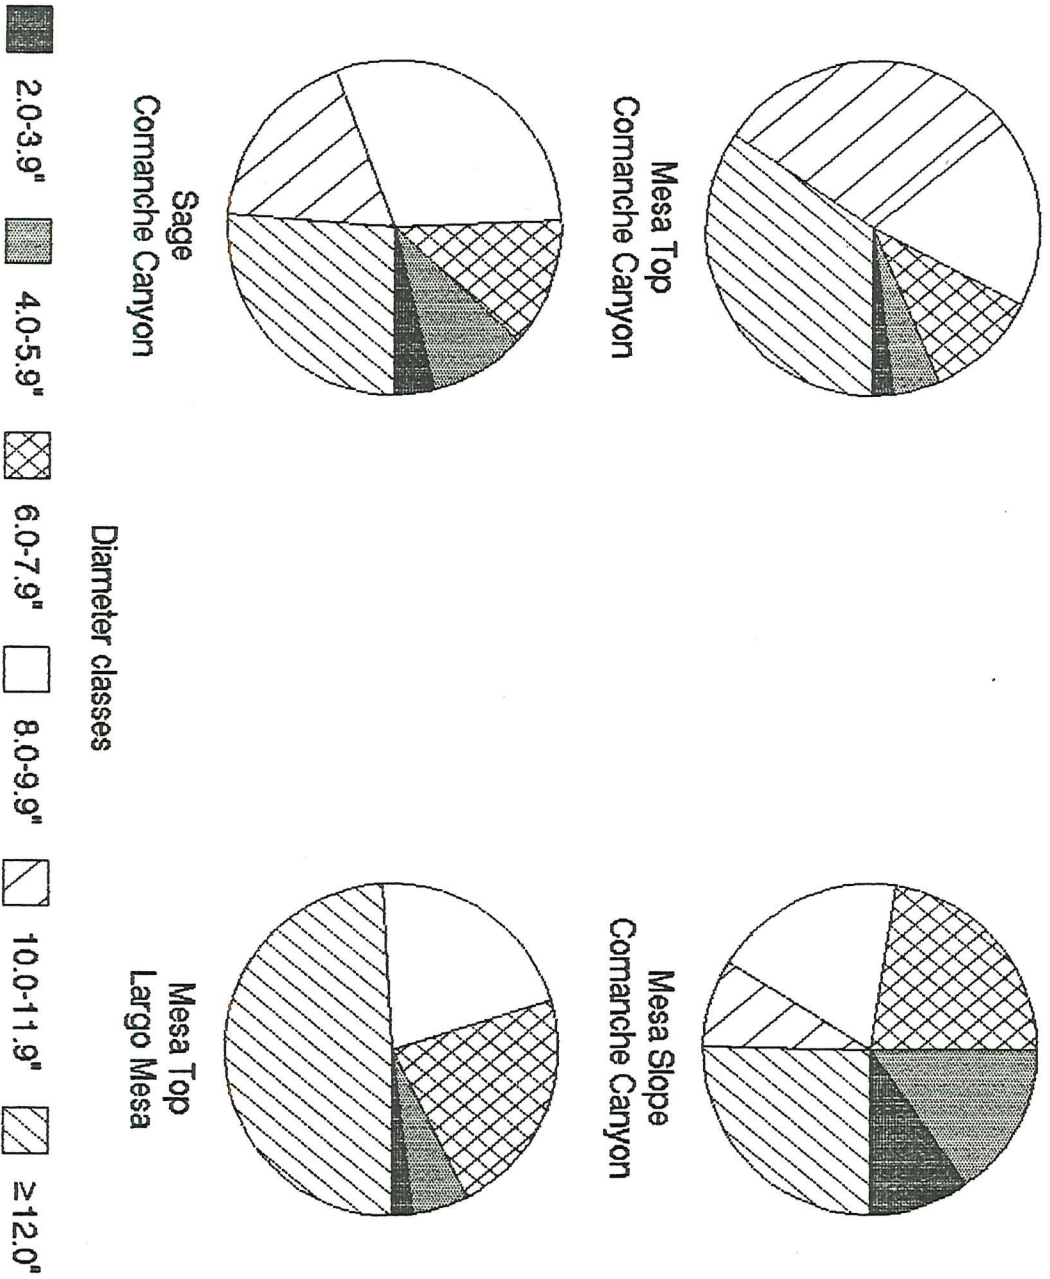 Mesa Top
Comanche Canyon
Mesa Slope
Comanche Canyon
Sage
Comanche Canyon
Mesa Top
Largo Mesa
Diameter classes
2.0-3.9"
4.0-5.9"
6.0-7.9"
8.0-9.9"
10.0-11.9"
≥12.0"